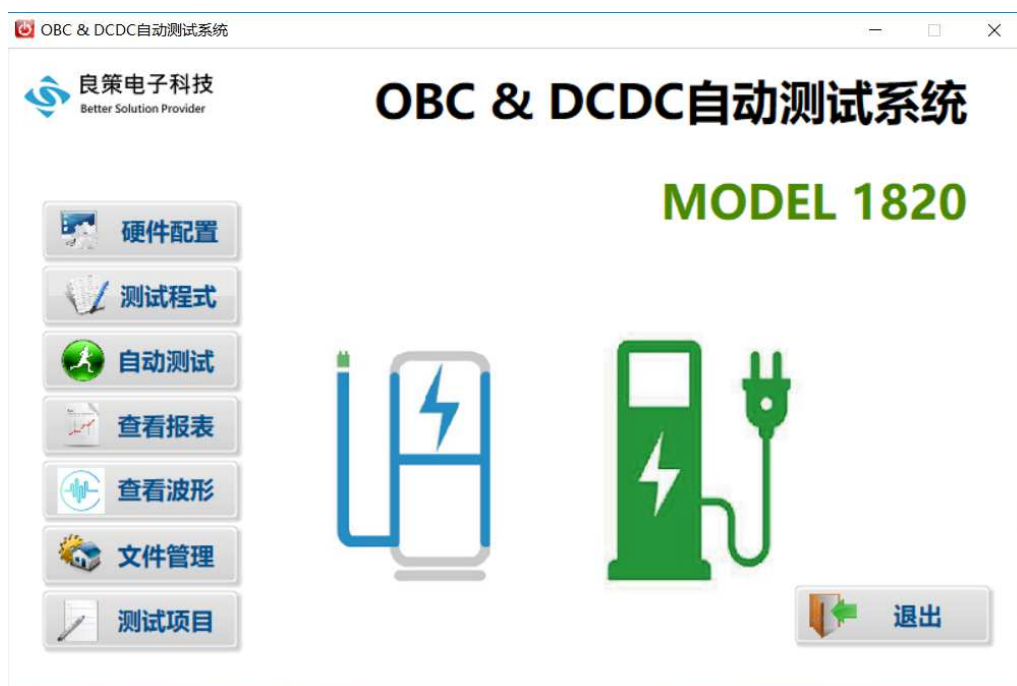 OBC & DCDC自动测试系统
良策电子科技
Better Solution Provider
OBC & DCDC自动测试系统
MODEL 1820
硬件配置
测试程式
自动测试
查看报表
查看波形
文件管理
测试项目
退出